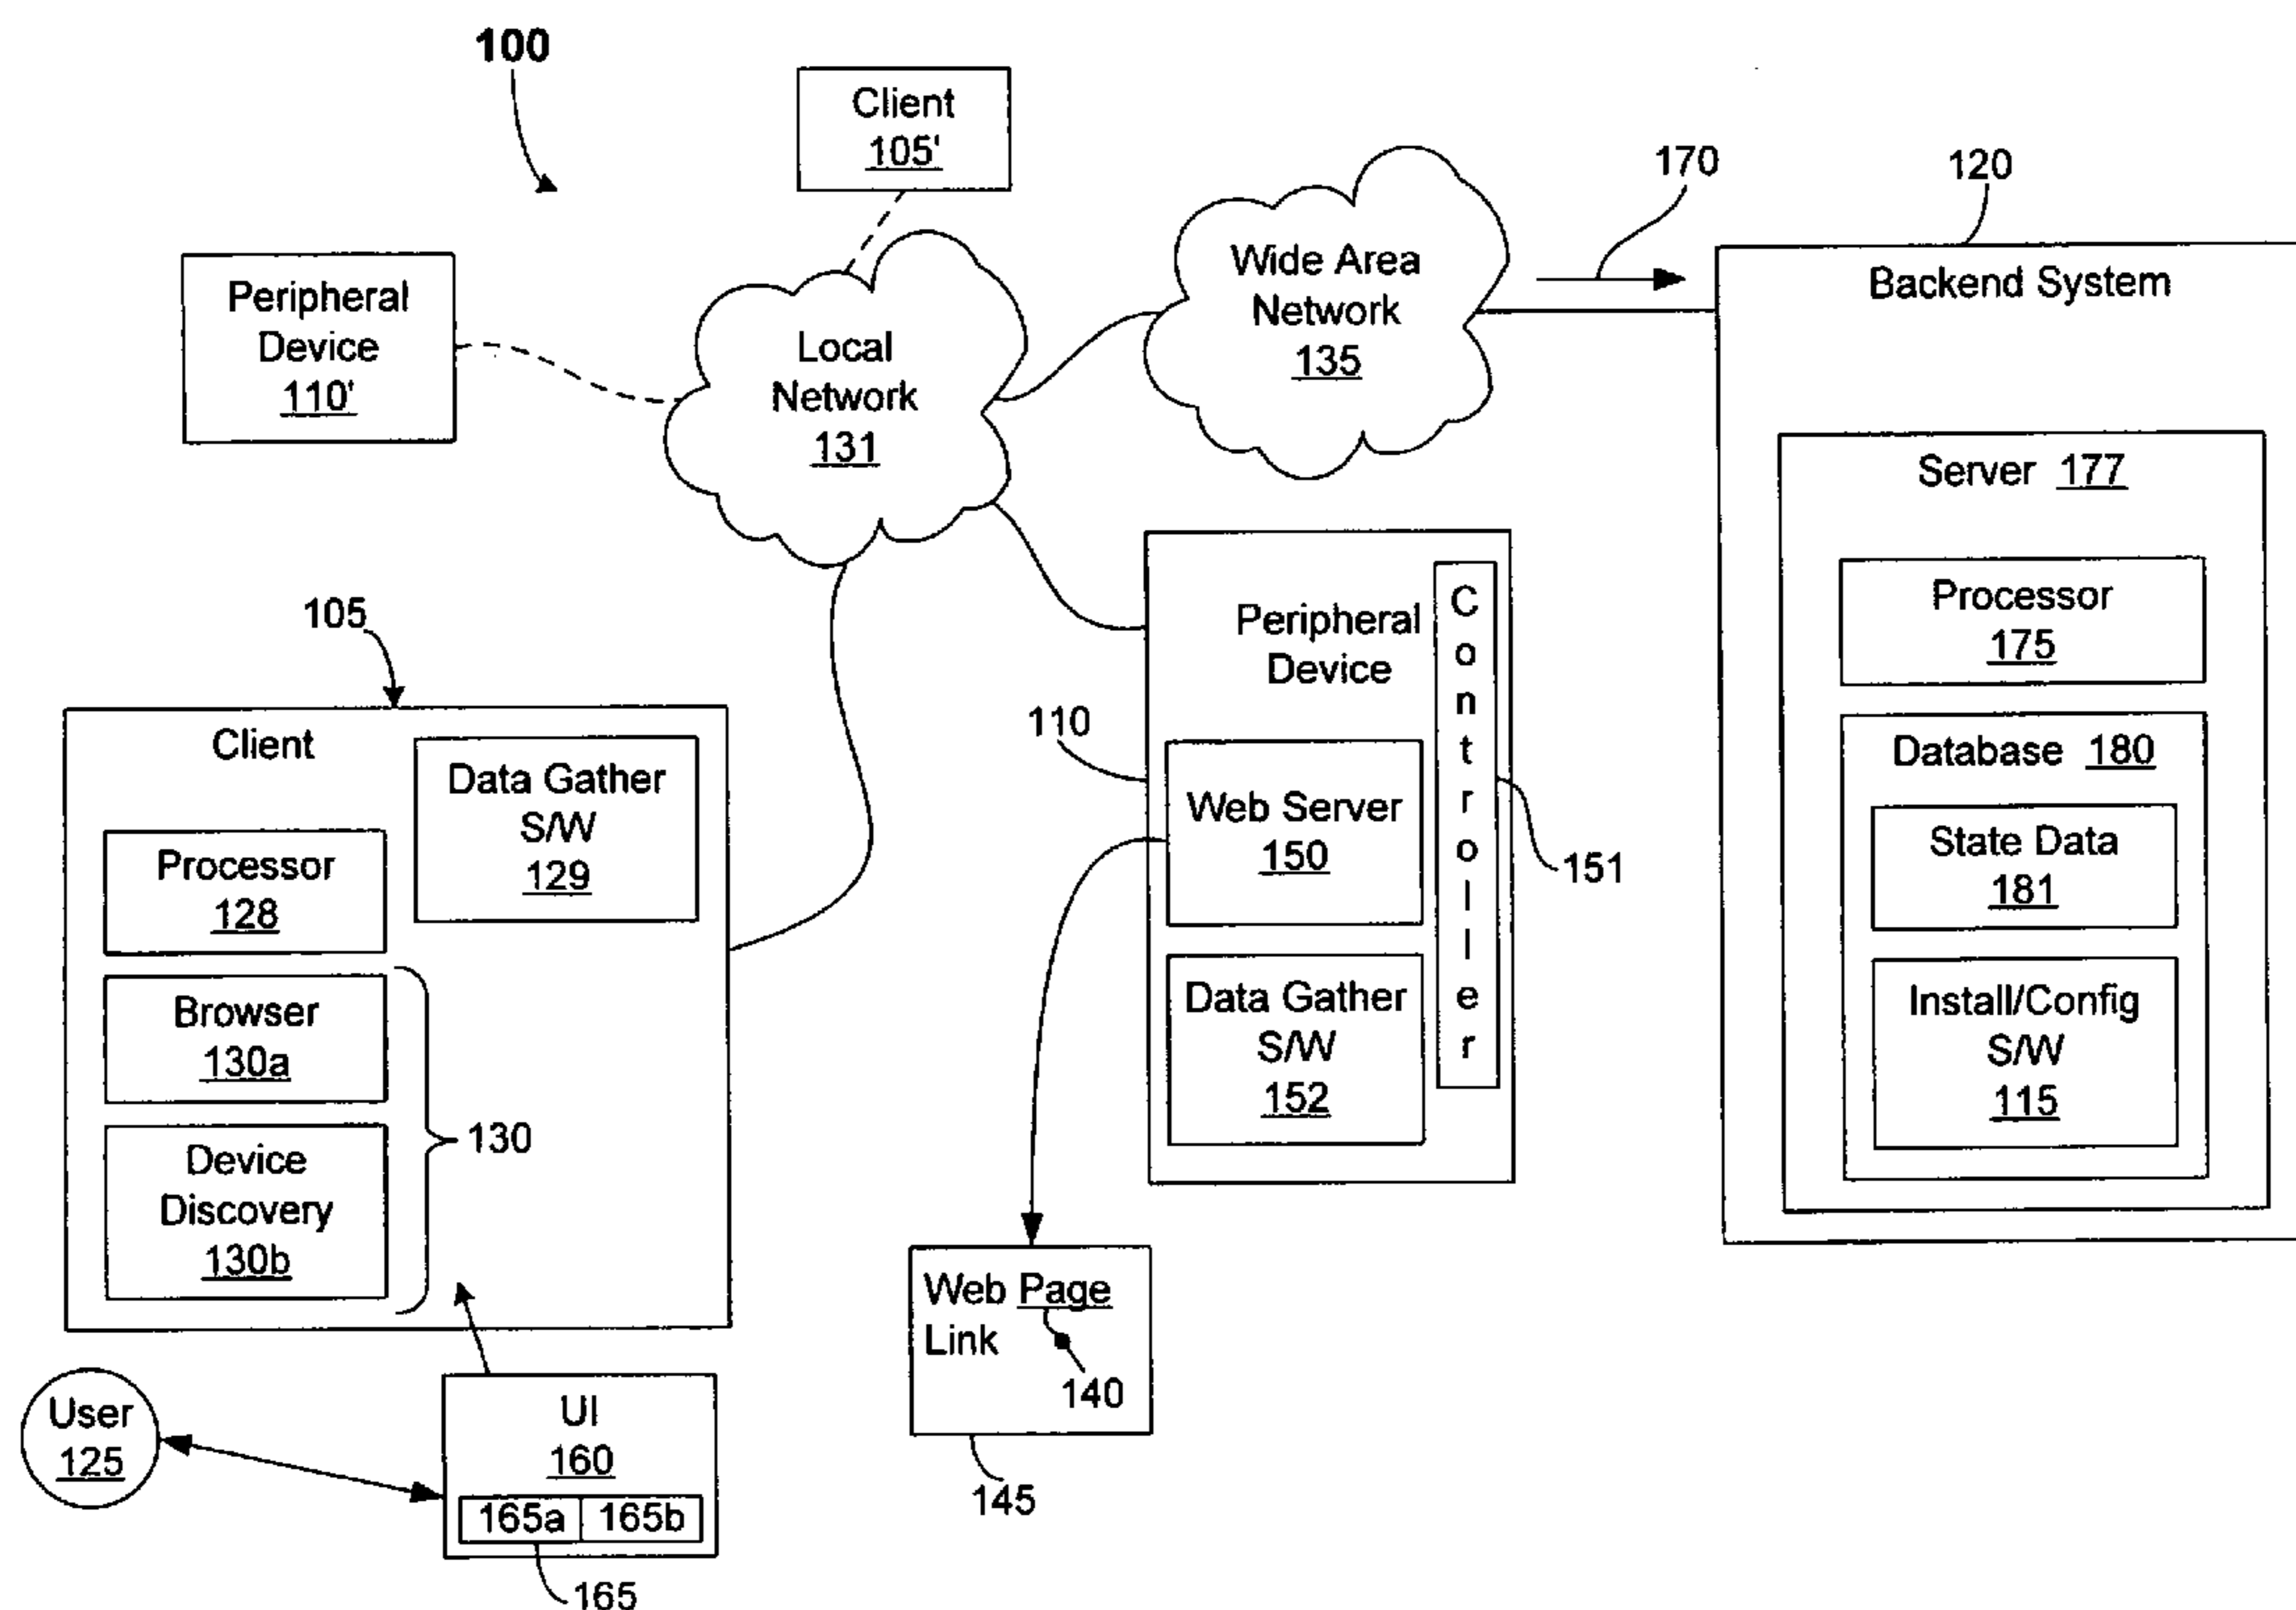 100
Client
105'
Peripheral
Device
110'
Local
Network
131
Wide Area
Network
135
170
120
Backend System
Server 177
Processor
175
Database 180
State Data
181
Install/Config
S/W
115
Peripheral
Device
Controller
110
Web Server
150
151
Data Gather
S/W
152
105
Client
Data Gather
S/W
129
Processor
128
Browser
130a
130
Device
Discovery
130b
Web Page
Link
140
145
User
125
UI
160
165a 165b
165